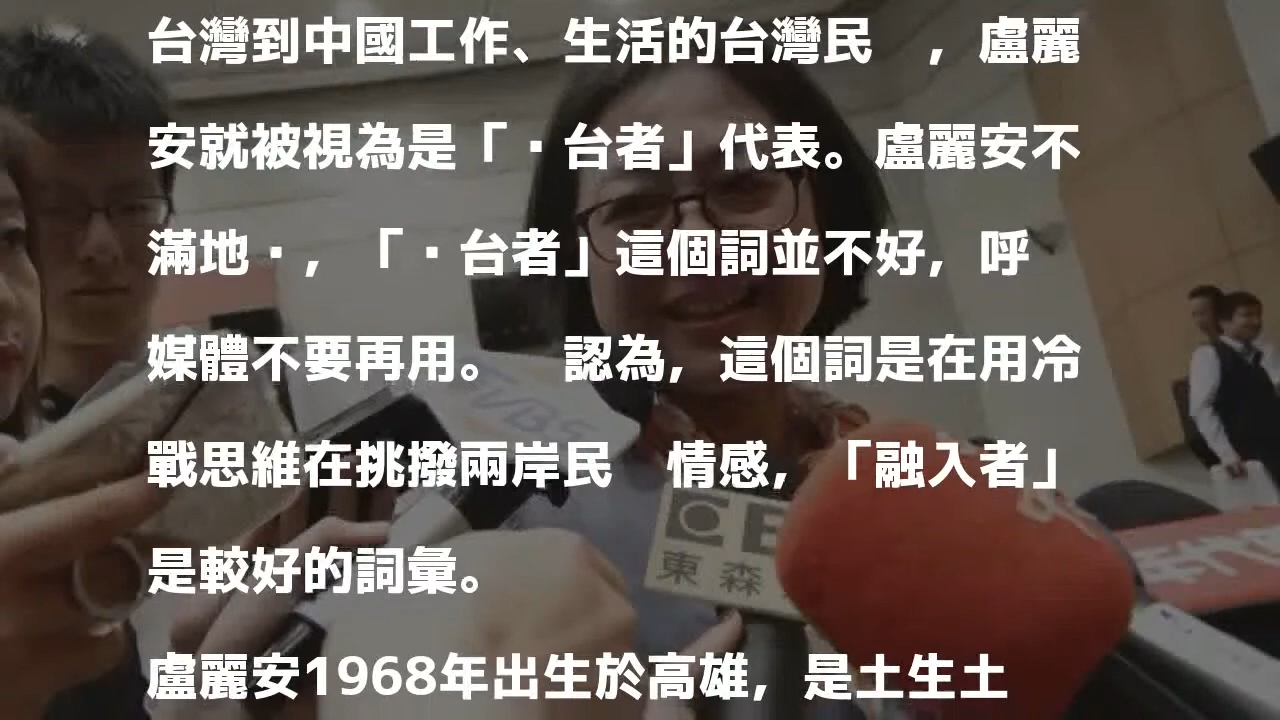 台灣到中國工作、生活的台灣民　，盧麗
安就被視為是「·台者」代表。盧麗安不
滿地·，「·台者」這個詞並不好，呼
媒體不要再用。　認為，這個詞是在用冷
戰思維在挑撥兩岸民　情感，「融入者」
是較好的詞彙。
盧麗安1968年出生於高雄，是土生土
TVBS
東森